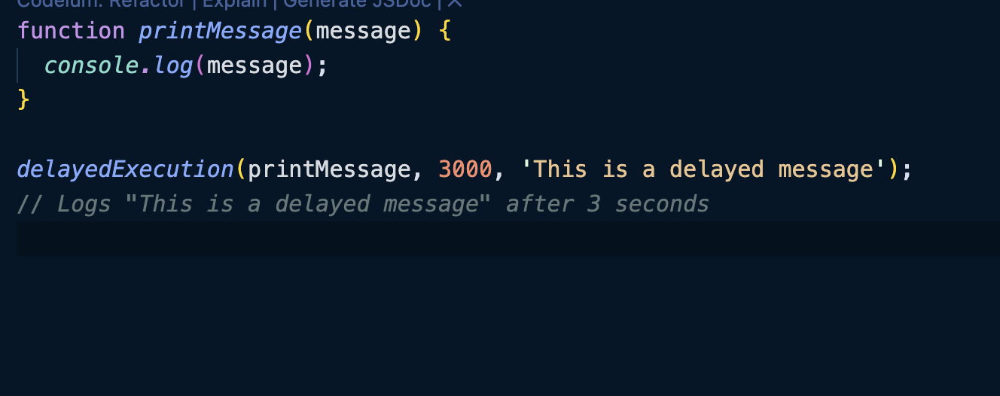 Codeium: Refactor | Explain | Generate JSDoc | ×
function printMessage(message) {
  console.log(message);
}
delayedExecution(printMessage, 3000, 'This is a delayed message');
// Logs "This is a delayed message" after 3 seconds